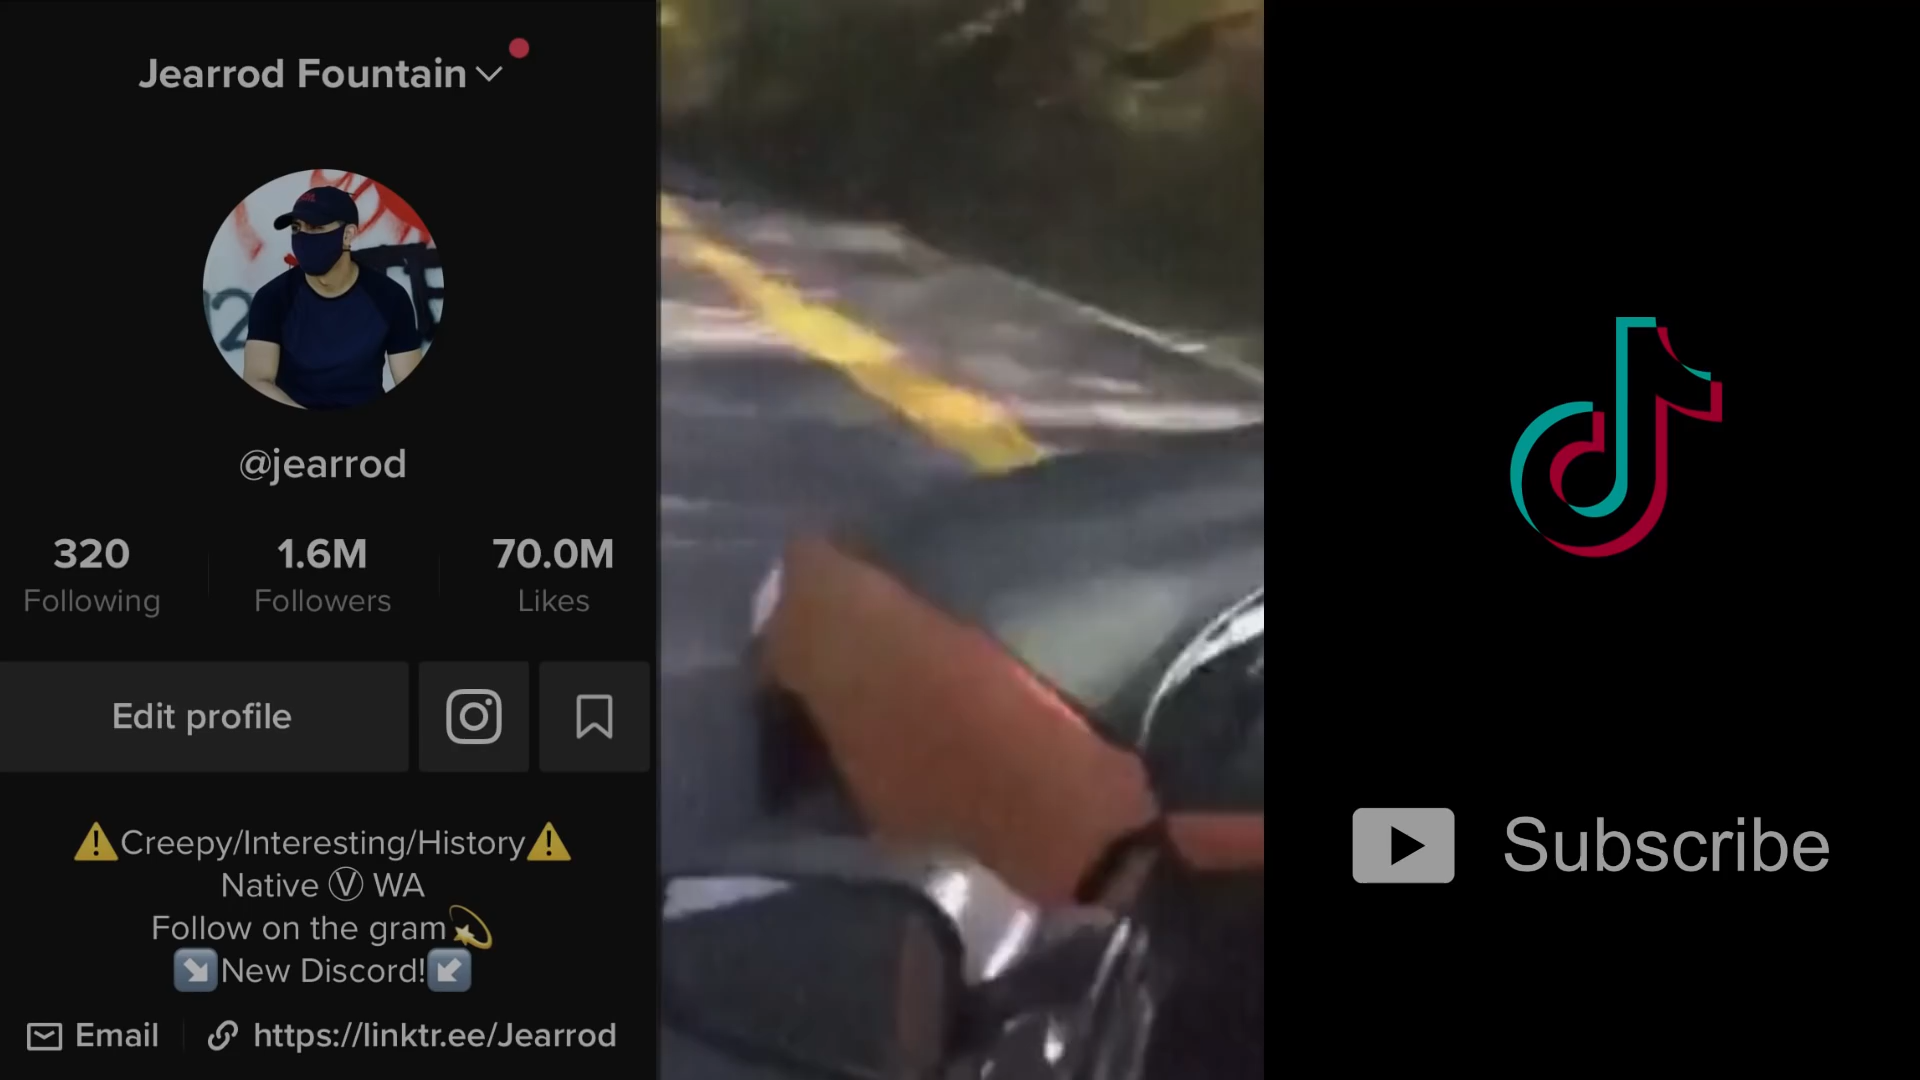 Jearrod Fountain
@jearrod
320 1.6M 70.0M
Following Followers Likes
Edit profile
⚠️Creepy/Interesting/History⚠️
Native Ⓥ WA
Follow on the gram💫
↘️New Discord!↙️
Email https://linktr.ee/Jearrod
Subscribe